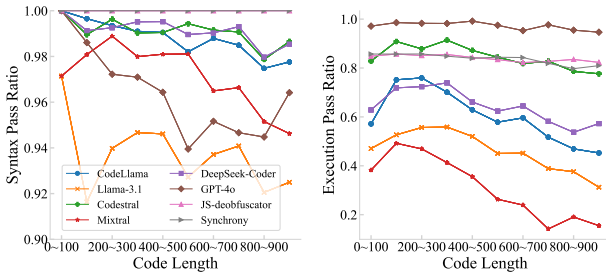 Syntax Pass Ratio
1.00
0.98
0.96
0.94
0.92
0.90
CodeLlama
Llama-3.1
Codestral
Mixtral
DeepSeek-Coder
GPT-4o
JS-deobfuscator
Synchrony
0~100 200~300 400~500 600~700 800~900
Code Length
Execution Pass Ratio
1.0
0.8
0.6
0.4
0.2
0~100 200~300 400~500 600~700 800~900
Code Length